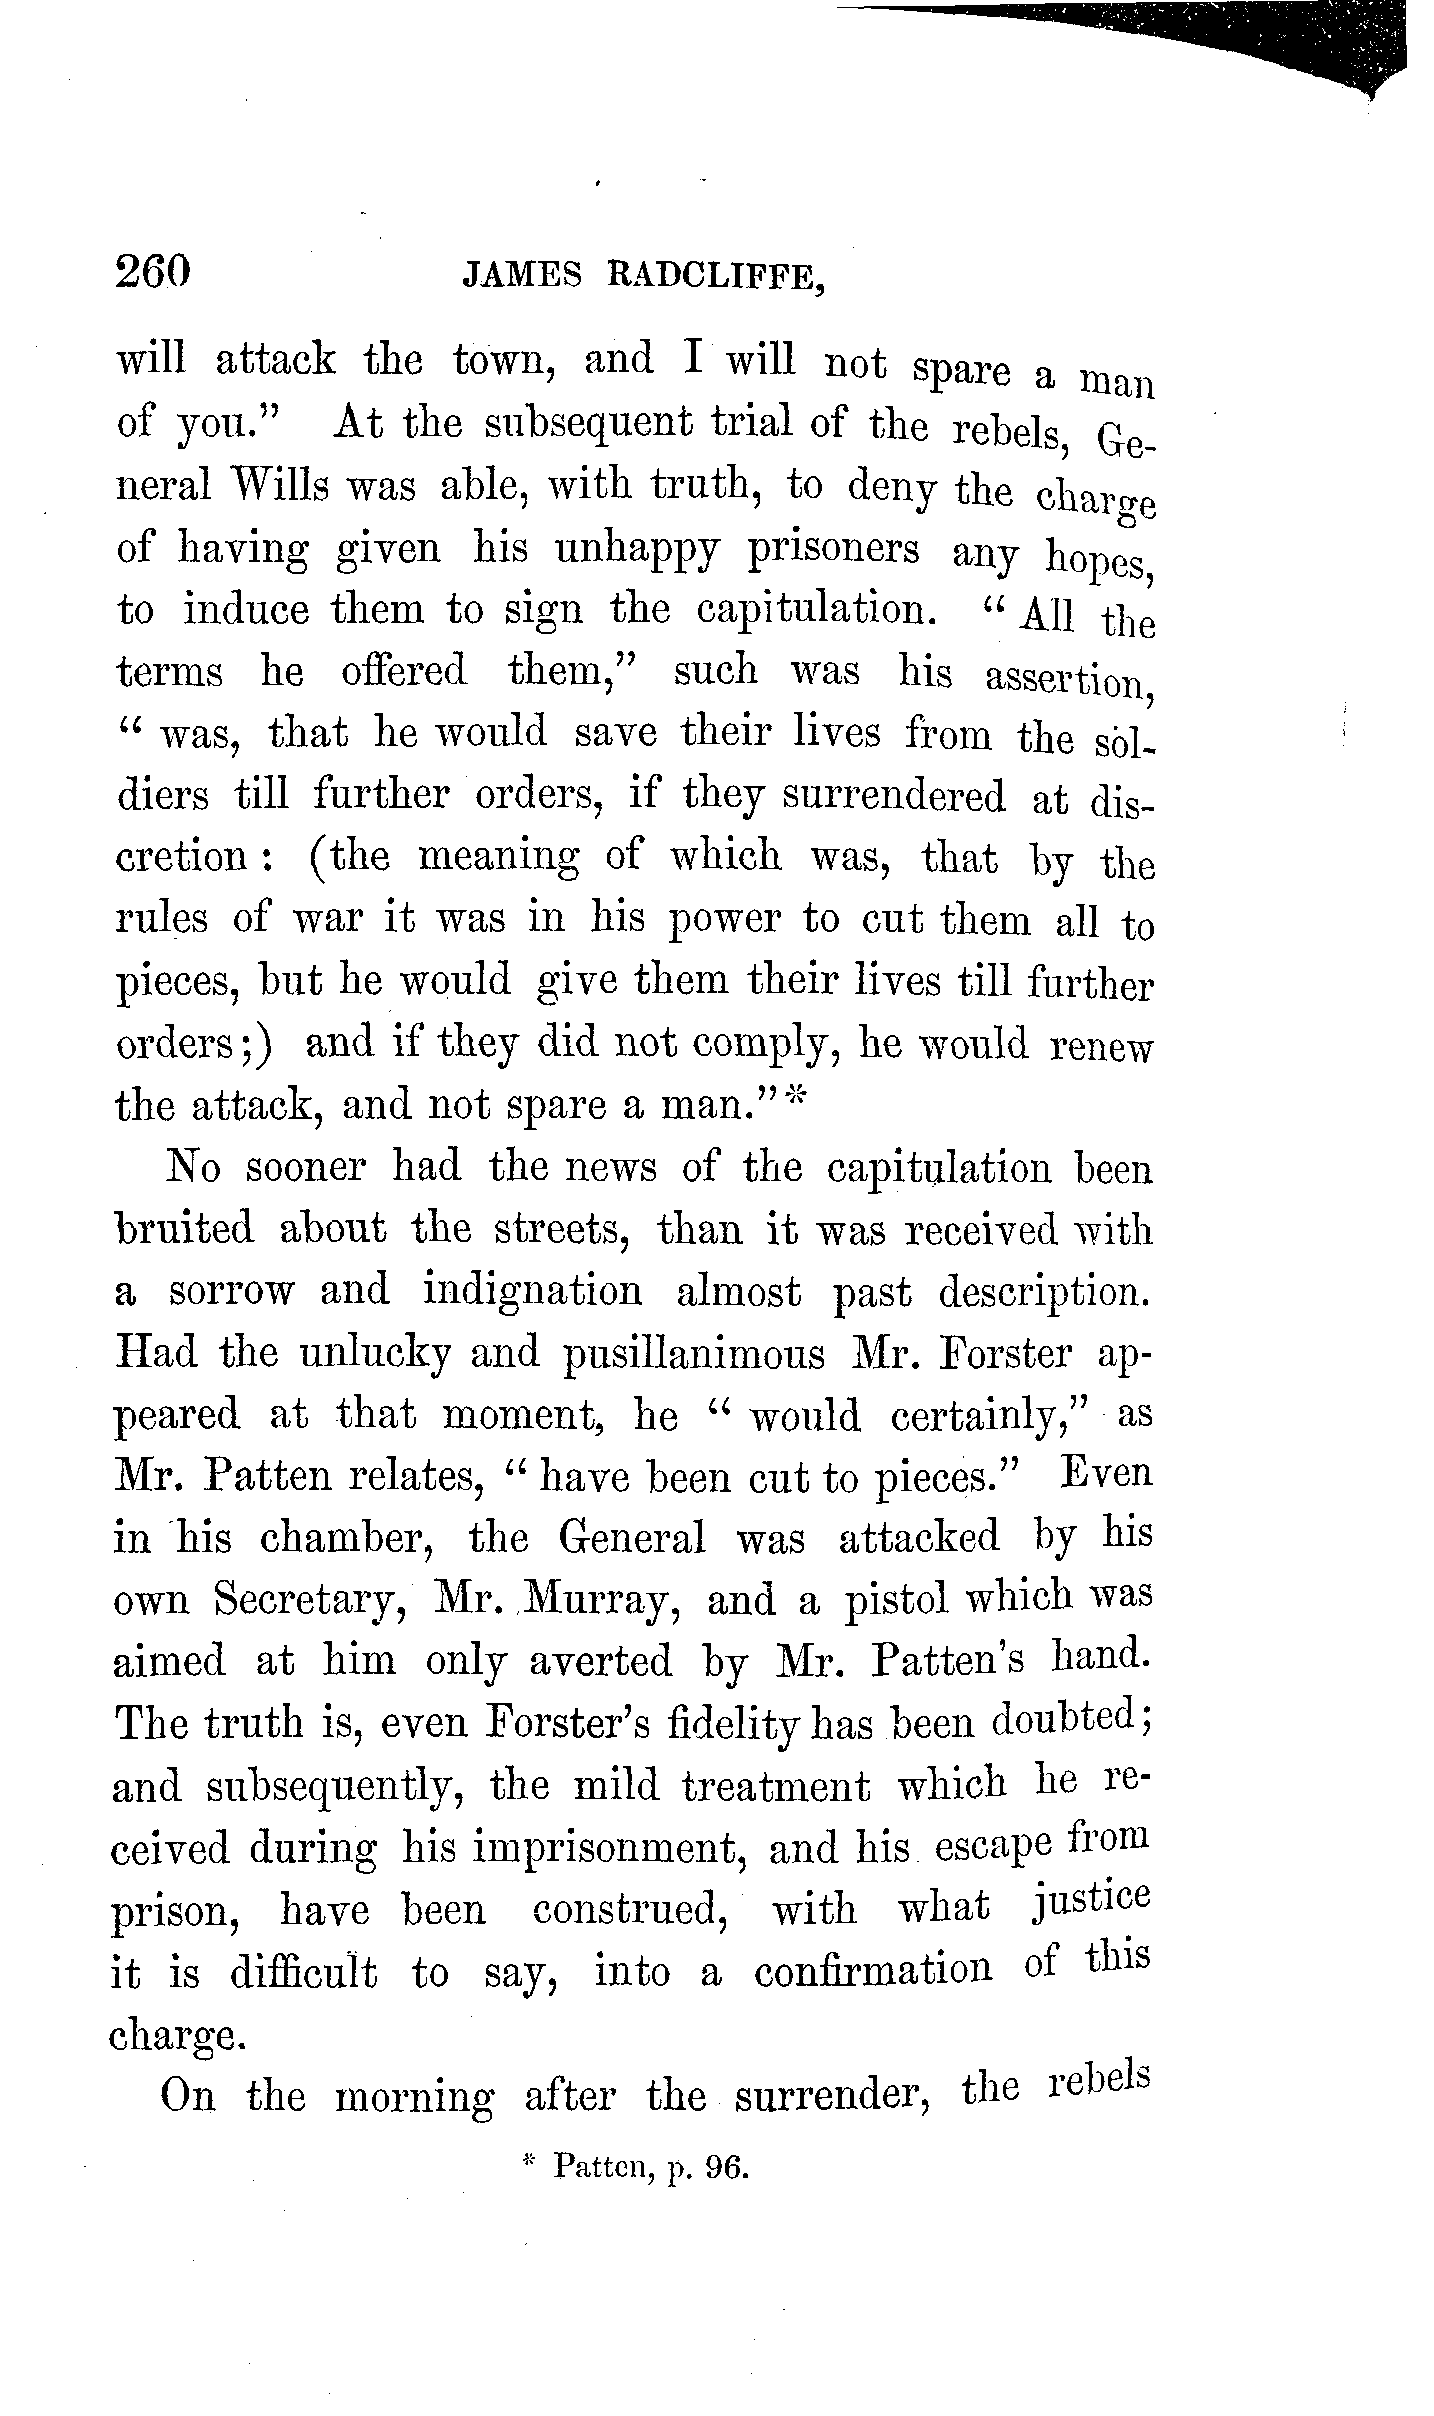 260 JAMES RADCLIFFE,
will attack the town, and I will not spare a man
of you.” At the subsequent trial of the rebels, Ge-
neral Wills was able, with truth, to deny the charge
of having given his unhappy prisoners any hopes,
to induce them to sign the capitulation. “ All the
terms he offered them,” such was his assertion,
“ was, that he would save their lives from the sol-
diers till further orders, if they surrendered at dis-
cretion : (the meaning of which was, that by the
rules of war it was in his power to cut them all to
pieces, but he would give them their lives till further
orders ;) and if they did not comply, he would renew
the attack, and not spare a man.”*
No sooner had the news of the capitulation been
bruited about the streets, than it was received with
a sorrow and indignation almost past description.
Had the unlucky and pusillanimous Mr. Forster ap-
peared at that moment, he “ would certainly,” as
Mr. Patten relates, “ have been cut to pieces.” Even
in his chamber, the General was attacked by his
own Secretary, Mr. Murray, and a pistol which was
aimed at him only averted by Mr. Patten’s hand.
The truth is, even Forster’s fidelity has been doubted;
and subsequently, the mild treatment which he re-
ceived during his imprisonment, and his escape from
prison, have been construed, with what justice
it is difficult to say, into a confirmation of this
charge.
On the morning after the surrender, the rebels
* Patten, p. 96.